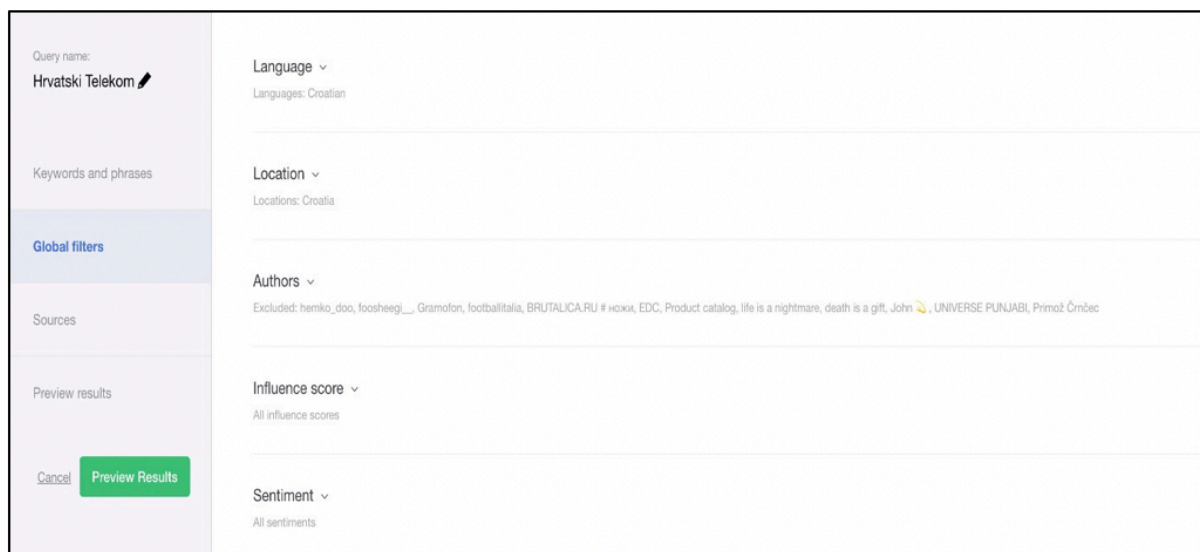 Query name:
Hrvatski Telekom
Keywords and phrases
Global filters
Sources
Preview results
Cancel
Preview Results
Language
Languages: Croatian
Location
Locations: Croatia
Authors
Excluded: hemko_doo, foosheegi__, Gramofon, footballitalia, BRUTALICA.RU # ножи, EDC, Product catalog, life is a nightmare, death is a gift, John 💫, UNIVERSE PUNJABI, Primož Črnčec
Influence score
All influence scores
Sentiment
All sentiments